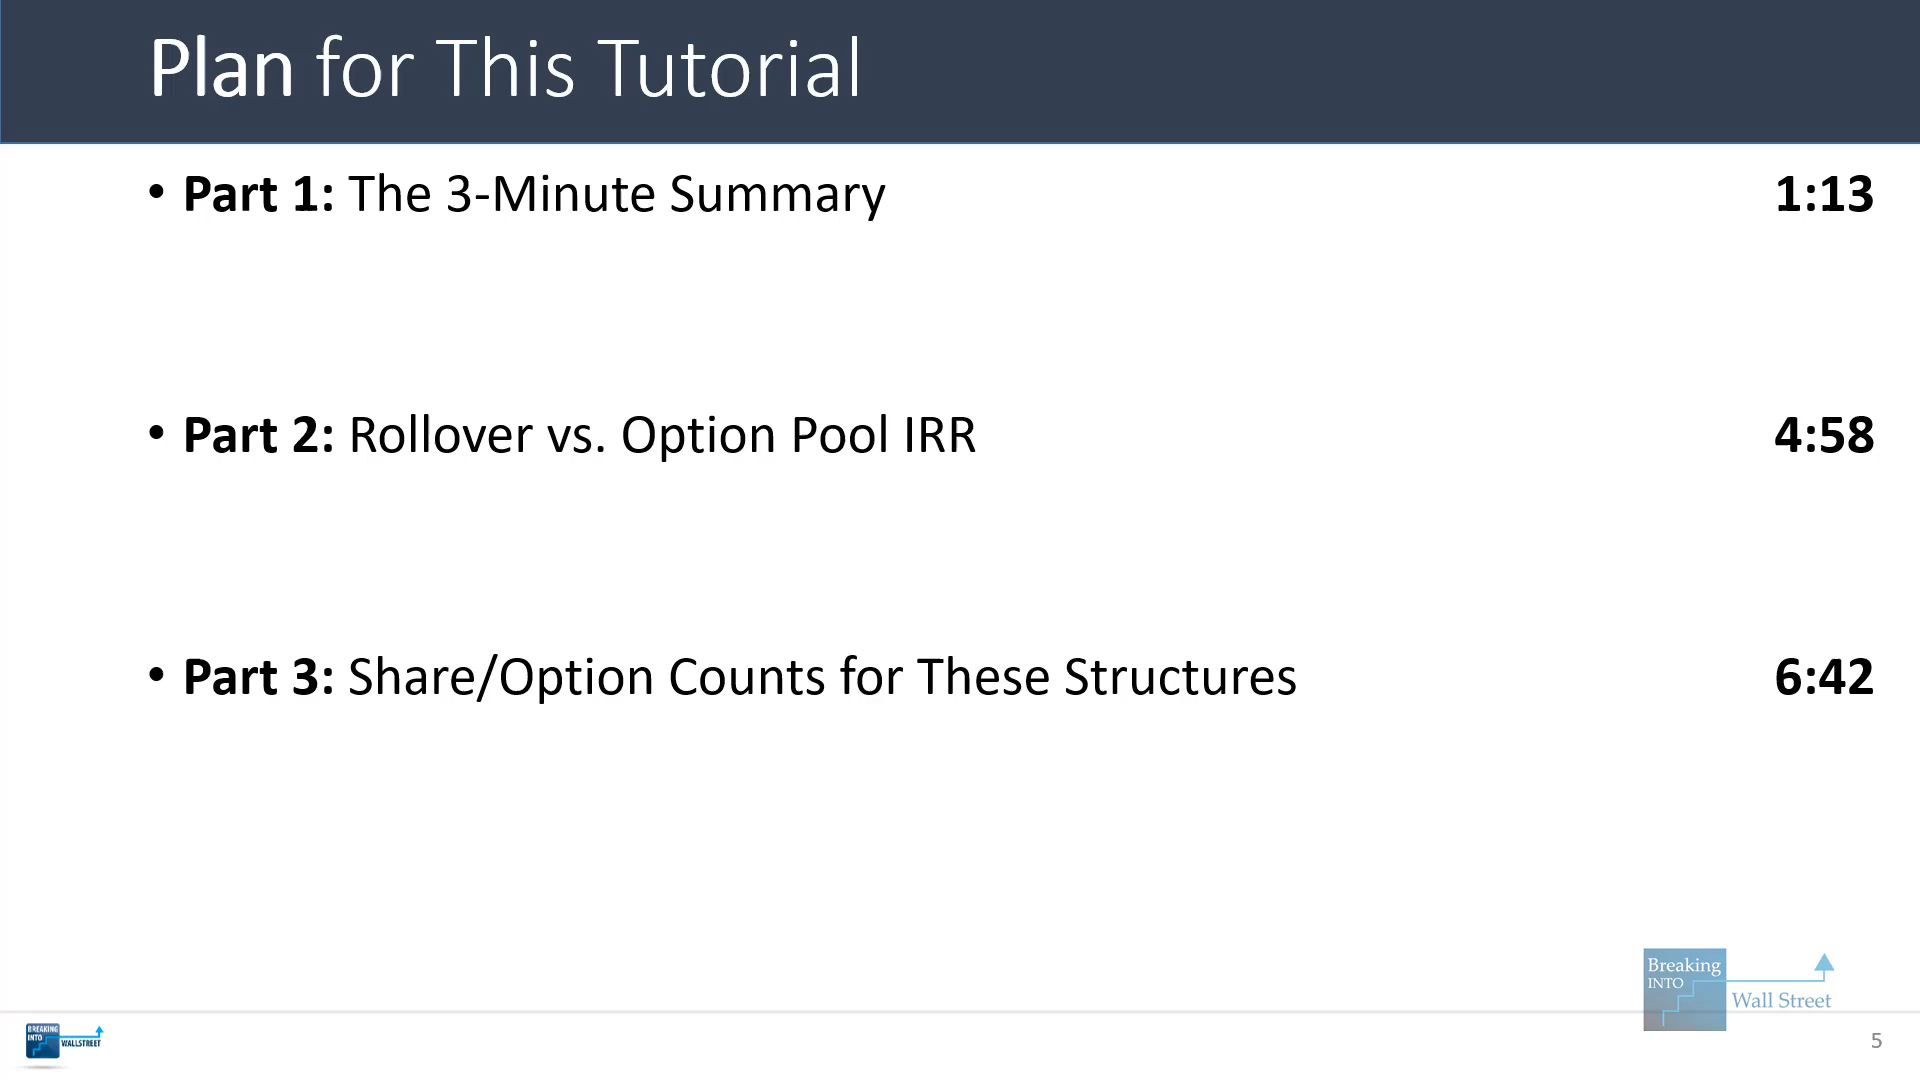 Plan for This Tutorial
• Part 1: The 3-Minute Summary 1:13
• Part 2: Rollover vs. Option Pool IRR 4:58
• Part 3: Share/Option Counts for These Structures 6:42
Breaking
INTO
Wall Street
BREAKING
INTO
WALLSTREET
5